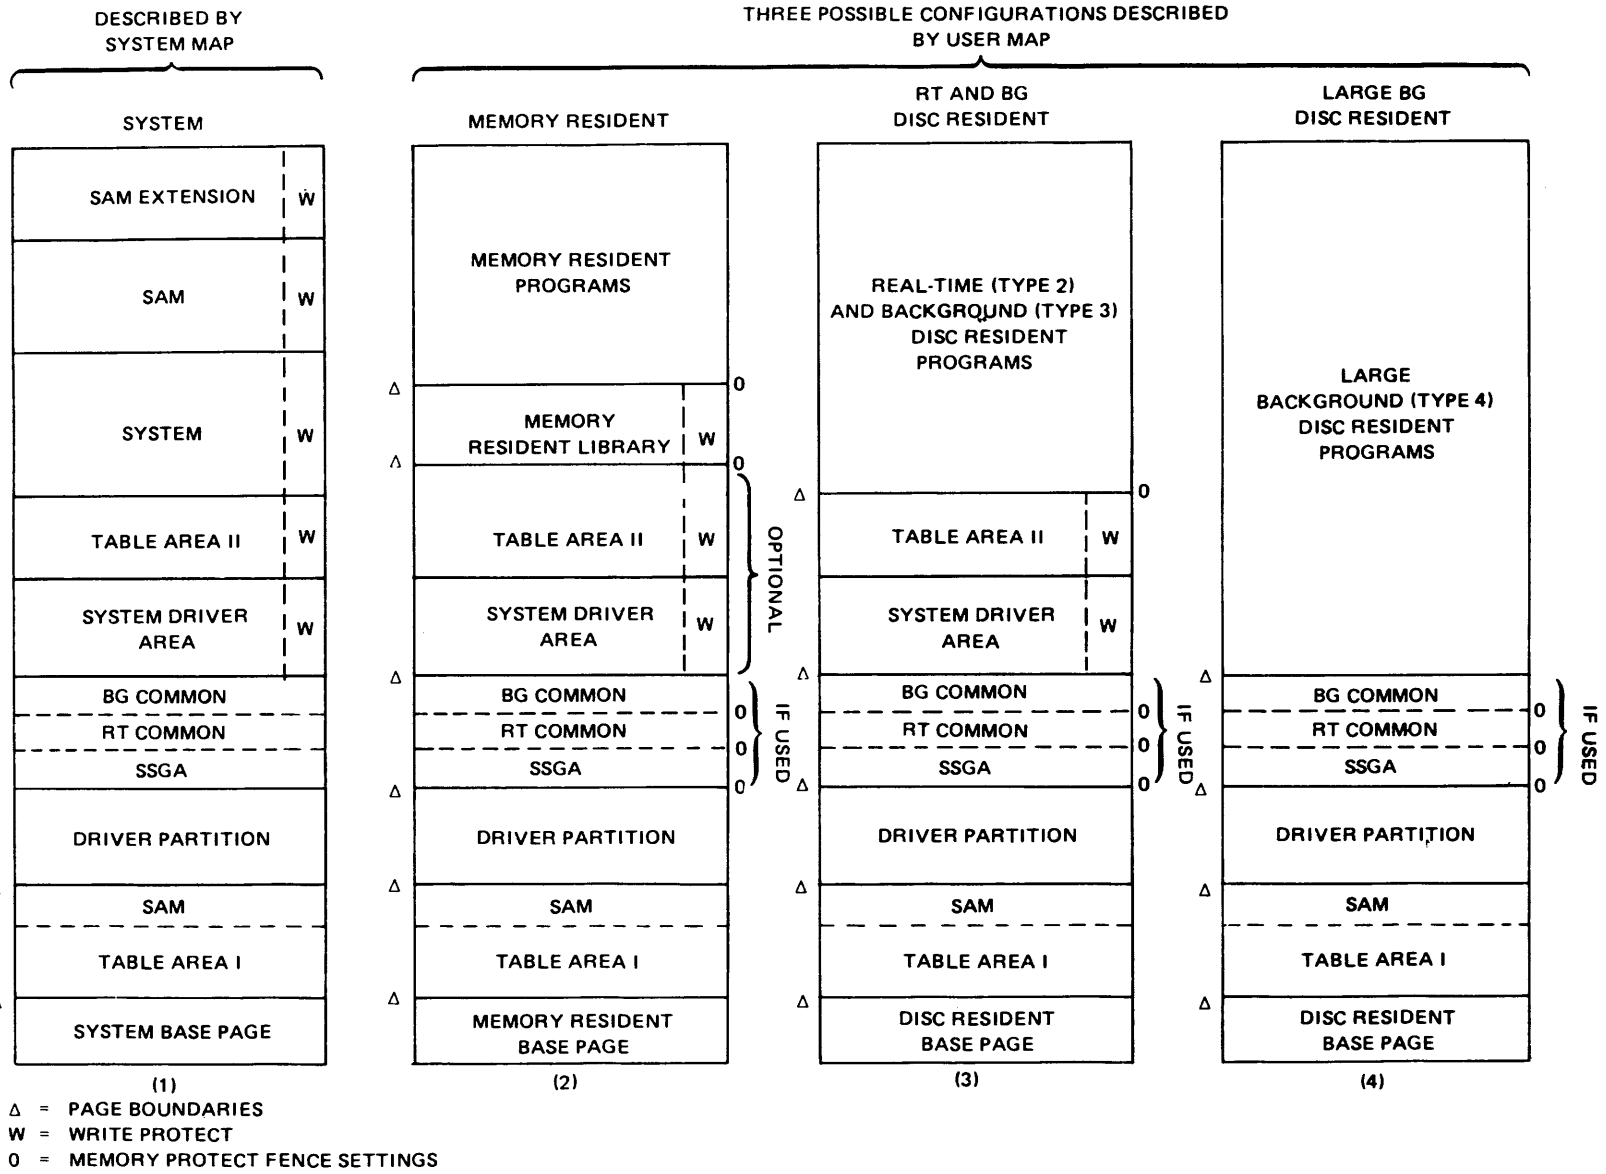 DESCRIBED BY
SYSTEM MAP
THREE POSSIBLE CONFIGURATIONS DESCRIBED
BY USER MAP
SYSTEM
SAM EXTENSION
W
SAM
W
SYSTEM
W
TABLE AREA II
W
SYSTEM DRIVER
AREA
W
BG COMMON
RT COMMON
SSGA
DRIVER PARTITION
SAM
TABLE AREA I
SYSTEM BASE PAGE
(1)
MEMORY RESIDENT
MEMORY RESIDENT
PROGRAMS
Δ
0
MEMORY
RESIDENT LIBRARY
W
Δ
0
TABLE AREA II
W
OPTIONAL
SYSTEM DRIVER
AREA
W
Δ
BG COMMON
0
RT COMMON
0
IF USED
SSGA
0
Δ
DRIVER PARTITION
Δ
SAM
TABLE AREA I
Δ
MEMORY RESIDENT
BASE PAGE
(2)
RT AND BG
DISC RESIDENT
REAL-TIME (TYPE 2)
AND BACKGROUND (TYPE 3)
DISC RESIDENT
PROGRAMS
Δ
0
TABLE AREA II
W
SYSTEM DRIVER
AREA
W
Δ
BG COMMON
0
RT COMMON
0
IF USED
SSGA
0
Δ
DRIVER PARTITION
Δ
SAM
TABLE AREA I
Δ
DISC RESIDENT
BASE PAGE
(3)
LARGE BG
DISC RESIDENT
LARGE
BACKGROUND (TYPE 4)
DISC RESIDENT
PROGRAMS
Δ
BG COMMON
0
RT COMMON
0
IF USED
SSGA
0
Δ
DRIVER PARTITION
Δ
SAM
TABLE AREA I
Δ
DISC RESIDENT
BASE PAGE
(4)
Δ = PAGE BOUNDARIES
W = WRITE PROTECT
0 = MEMORY PROTECT FENCE SETTINGS